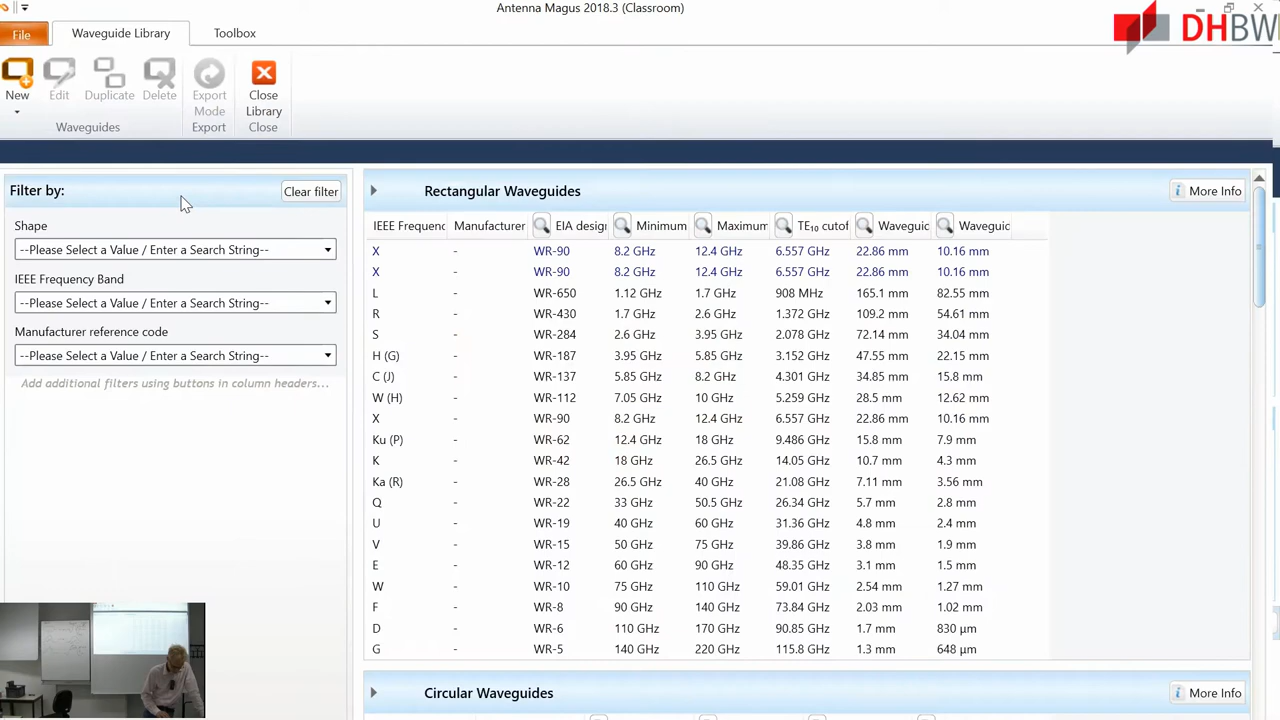 Antenna Magus 2018.3 (Classroom)
DHBW
File
Waveguide Library
Toolbox
New
Edit
Duplicate
Delete
Export Mode
Close Library
Waveguides
Export
Close
Filter by:
Clear filter
Shape
--Please Select a Value / Enter a Search String--
IEEE Frequency Band
--Please Select a Value / Enter a Search String--
Manufacturer reference code
--Please Select a Value / Enter a Search String--
Add additional filters using buttons in column headers...
Rectangular Waveguides
More Info
IEEE Frequenc Manufacturer EIA desig Minimum Maximum TE₁₀ cutof Waveguic Waveguic
X - WR-90 8.2 GHz 12.4 GHz 6.557 GHz 22.86 mm 10.16 mm
X - WR-90 8.2 GHz 12.4 GHz 6.557 GHz 22.86 mm 10.16 mm
L - WR-650 1.12 GHz 1.7 GHz 908 MHz 165.1 mm 82.55 mm
R - WR-430 1.7 GHz 2.6 GHz 1.372 GHz 109.2 mm 54.61 mm
S - WR-284 2.6 GHz 3.95 GHz 2.078 GHz 72.14 mm 34.04 mm
H (G) - WR-187 3.95 GHz 5.85 GHz 3.152 GHz 47.55 mm 22.15 mm
C (J) - WR-137 5.85 GHz 8.2 GHz 4.301 GHz 34.85 mm 15.8 mm
W (H) - WR-112 7.05 GHz 10 GHz 5.259 GHz 28.5 mm 12.62 mm
X - WR-90 8.2 GHz 12.4 GHz 6.557 GHz 22.86 mm 10.16 mm
Ku (P) - WR-62 12.4 GHz 18 GHz 9.486 GHz 15.8 mm 7.9 mm
K - WR-42 18 GHz 26.5 GHz 14.05 GHz 10.7 mm 4.3 mm
Ka (R) - WR-28 26.5 GHz 40 GHz 21.08 GHz 7.11 mm 3.56 mm
Q - WR-22 33 GHz 50.5 GHz 26.34 GHz 5.7 mm 2.8 mm
U - WR-19 40 GHz 60 GHz 31.36 GHz 4.8 mm 2.4 mm
V - WR-15 50 GHz 75 GHz 39.86 GHz 3.8 mm 1.9 mm
E - WR-12 60 GHz 90 GHz 48.35 GHz 3.1 mm 1.5 mm
W - WR-10 75 GHz 110 GHz 59.01 GHz 2.54 mm 1.27 mm
F - WR-8 90 GHz 140 GHz 73.84 GHz 2.03 mm 1.02 mm
D - WR-6 110 GHz 170 GHz 90.85 GHz 1.7 mm 830 µm
G - WR-5 140 GHz 220 GHz 115.8 GHz 1.3 mm 648 µm
Circular Waveguides
More Info